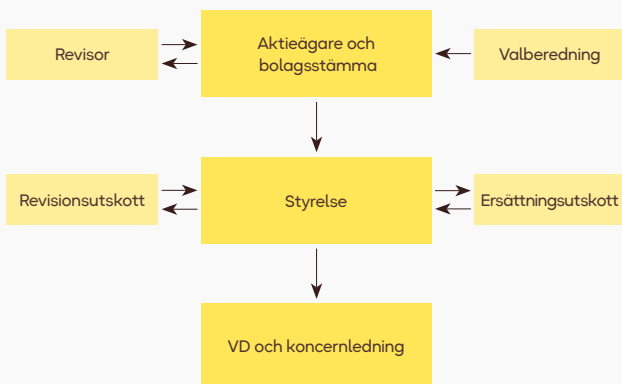 Revisor
Aktieägare och
bolagsstämma
Valberedning
Revisionsutskott
Styrelse
Ersättningsutskott
VD och koncernledning